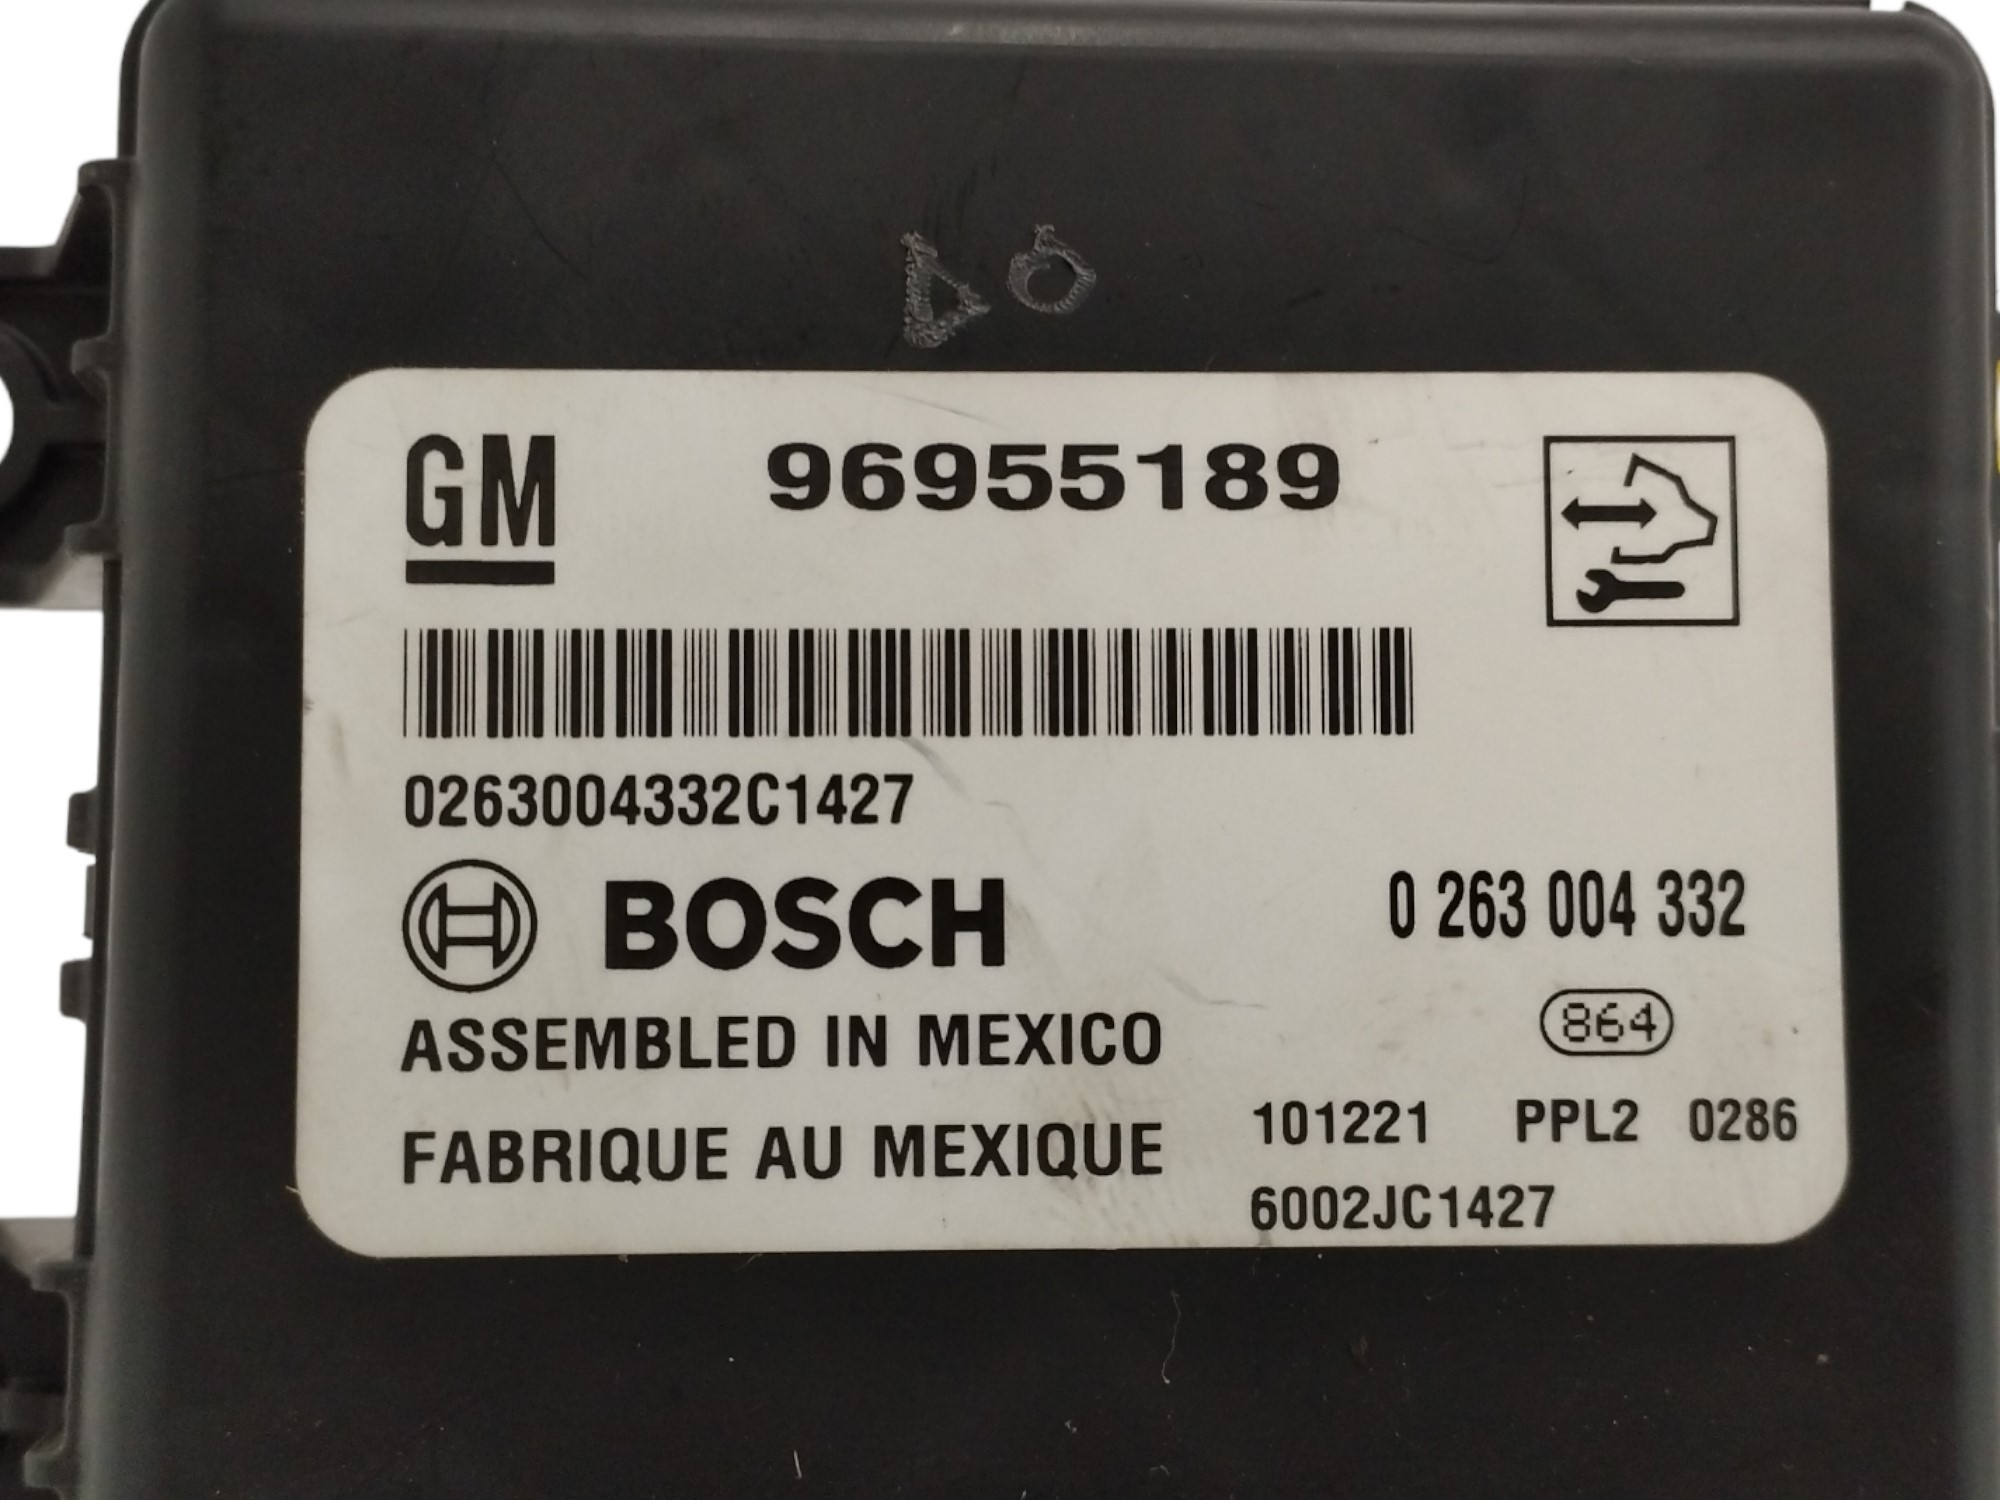 GM 96955189
0263004332C1427
BOSCH 0 263 004 332
864
ASSEMBLED IN MEXICO
FABRIQUE AU MEXIQUE
101221 PPL2 0286
6002JC1427